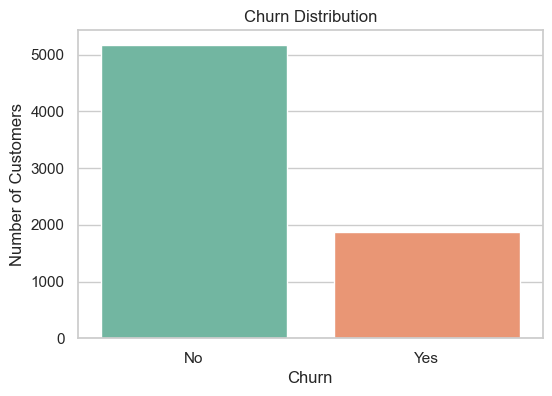 Churn Distribution
Number of Customers
5000
4000
3000
2000
1000
0
No
Yes
Churn